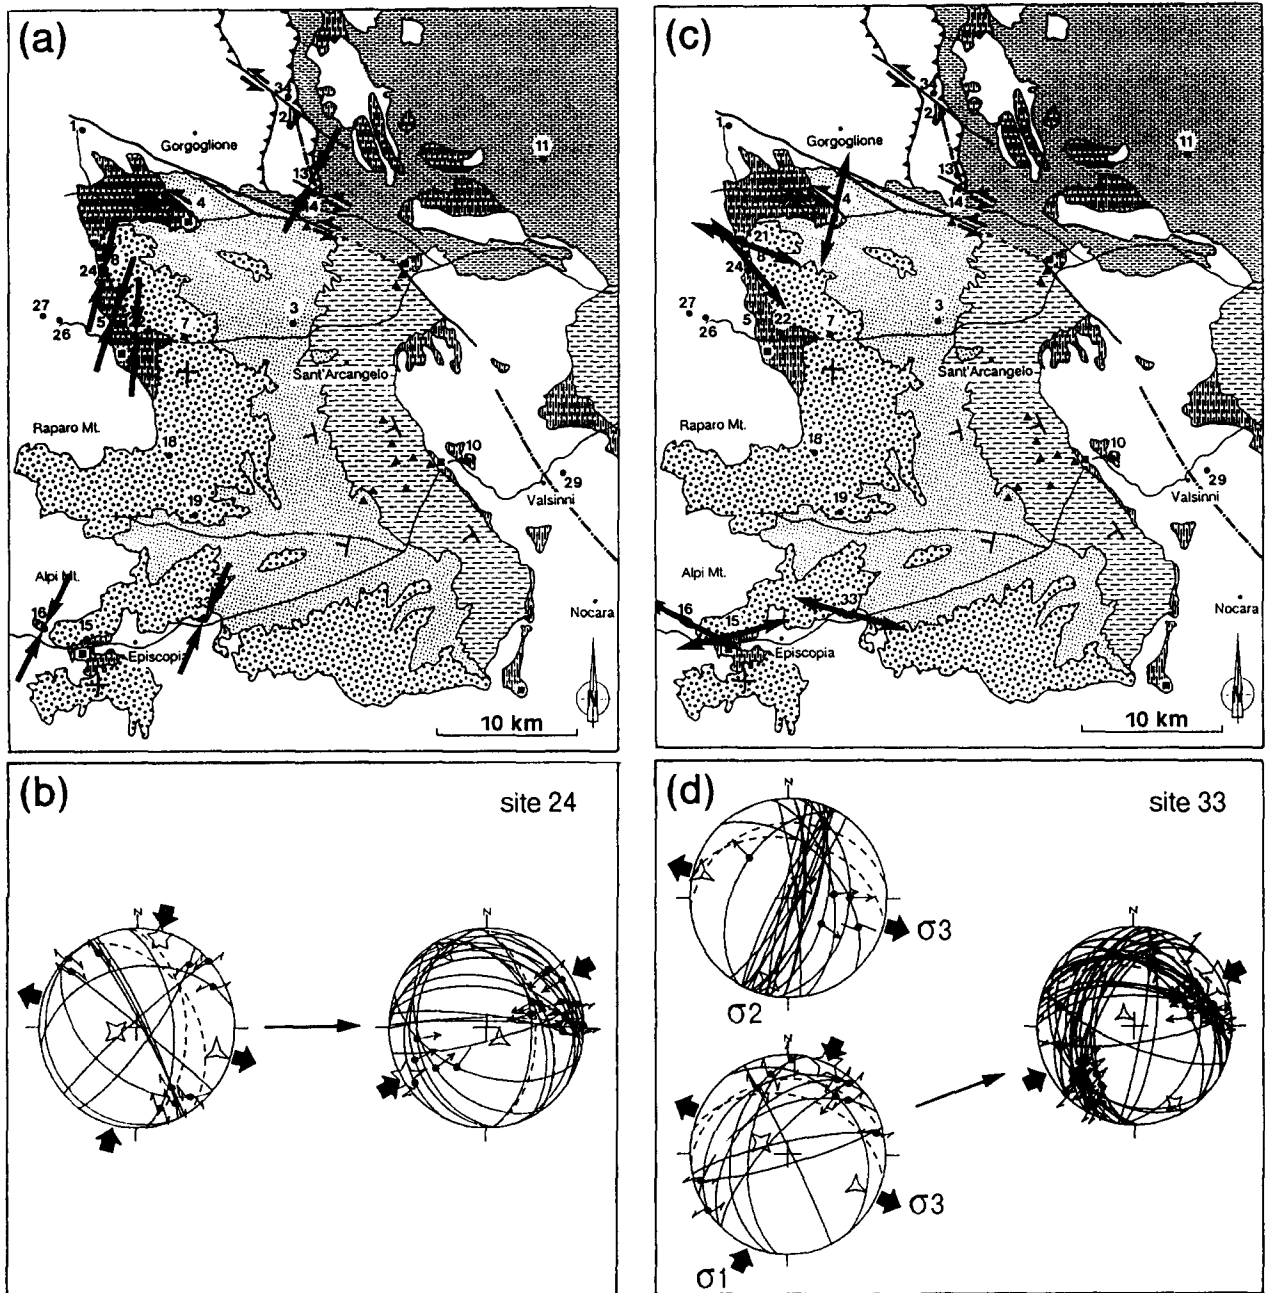 (a)
34
2
1
Gorgoglione
11
13
4
14
8
24
27
26
5
7
3
Sant'Arcangelo
Raparo Mt.
18
10
29
Valsinni
19
Alpi Mt.
16
33
15
Nocara
Episcopia
10 km
(c)
34
2
1
Gorgoglione
11
13
4
14
21
8
24
27
26
5
22
7
3
Sant'Arcangelo
Raparo Mt.
18
10
29
Valsinni
19
Alpi Mt.
16
33
15
Nocara
Episcopia
10 km
(b)
site 24
N
N
(d)
site 33
N
σ3
σ2
N
N
σ3
σ1